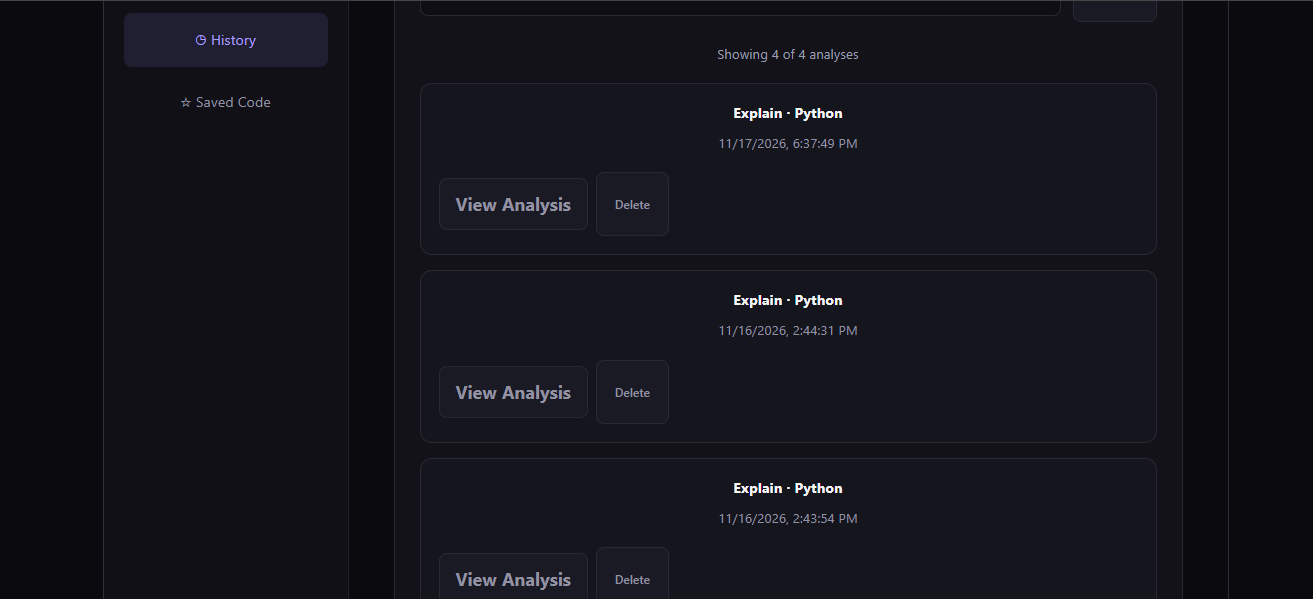 ◷ History
☆ Saved Code
Showing 4 of 4 analyses
Explain · Python
11/17/2026, 6:37:49 PM
View Analysis
Delete
Explain · Python
11/16/2026, 2:44:31 PM
View Analysis
Delete
Explain · Python
11/16/2026, 2:43:54 PM
View Analysis
Delete